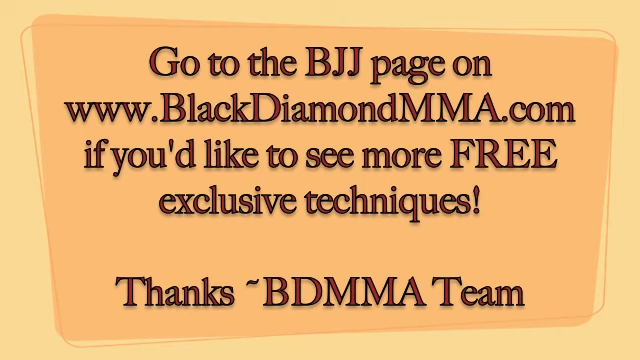 Go to the BJJ page on
www.BlackDiamondMMA.com
if you'd like to see more FREE
exclusive techniques!
Thanks ~BDMMA Team